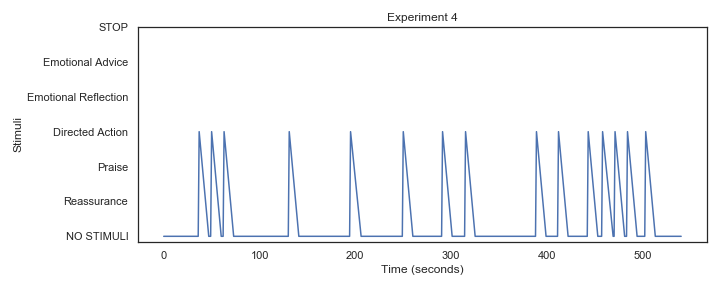 Experiment 4
STOP
Emotional Advice
Emotional Reflection
Directed Action
Praise
Reassurance
NO STIMULI
Stimuli
0 100 200 300 400 500
Time (seconds)